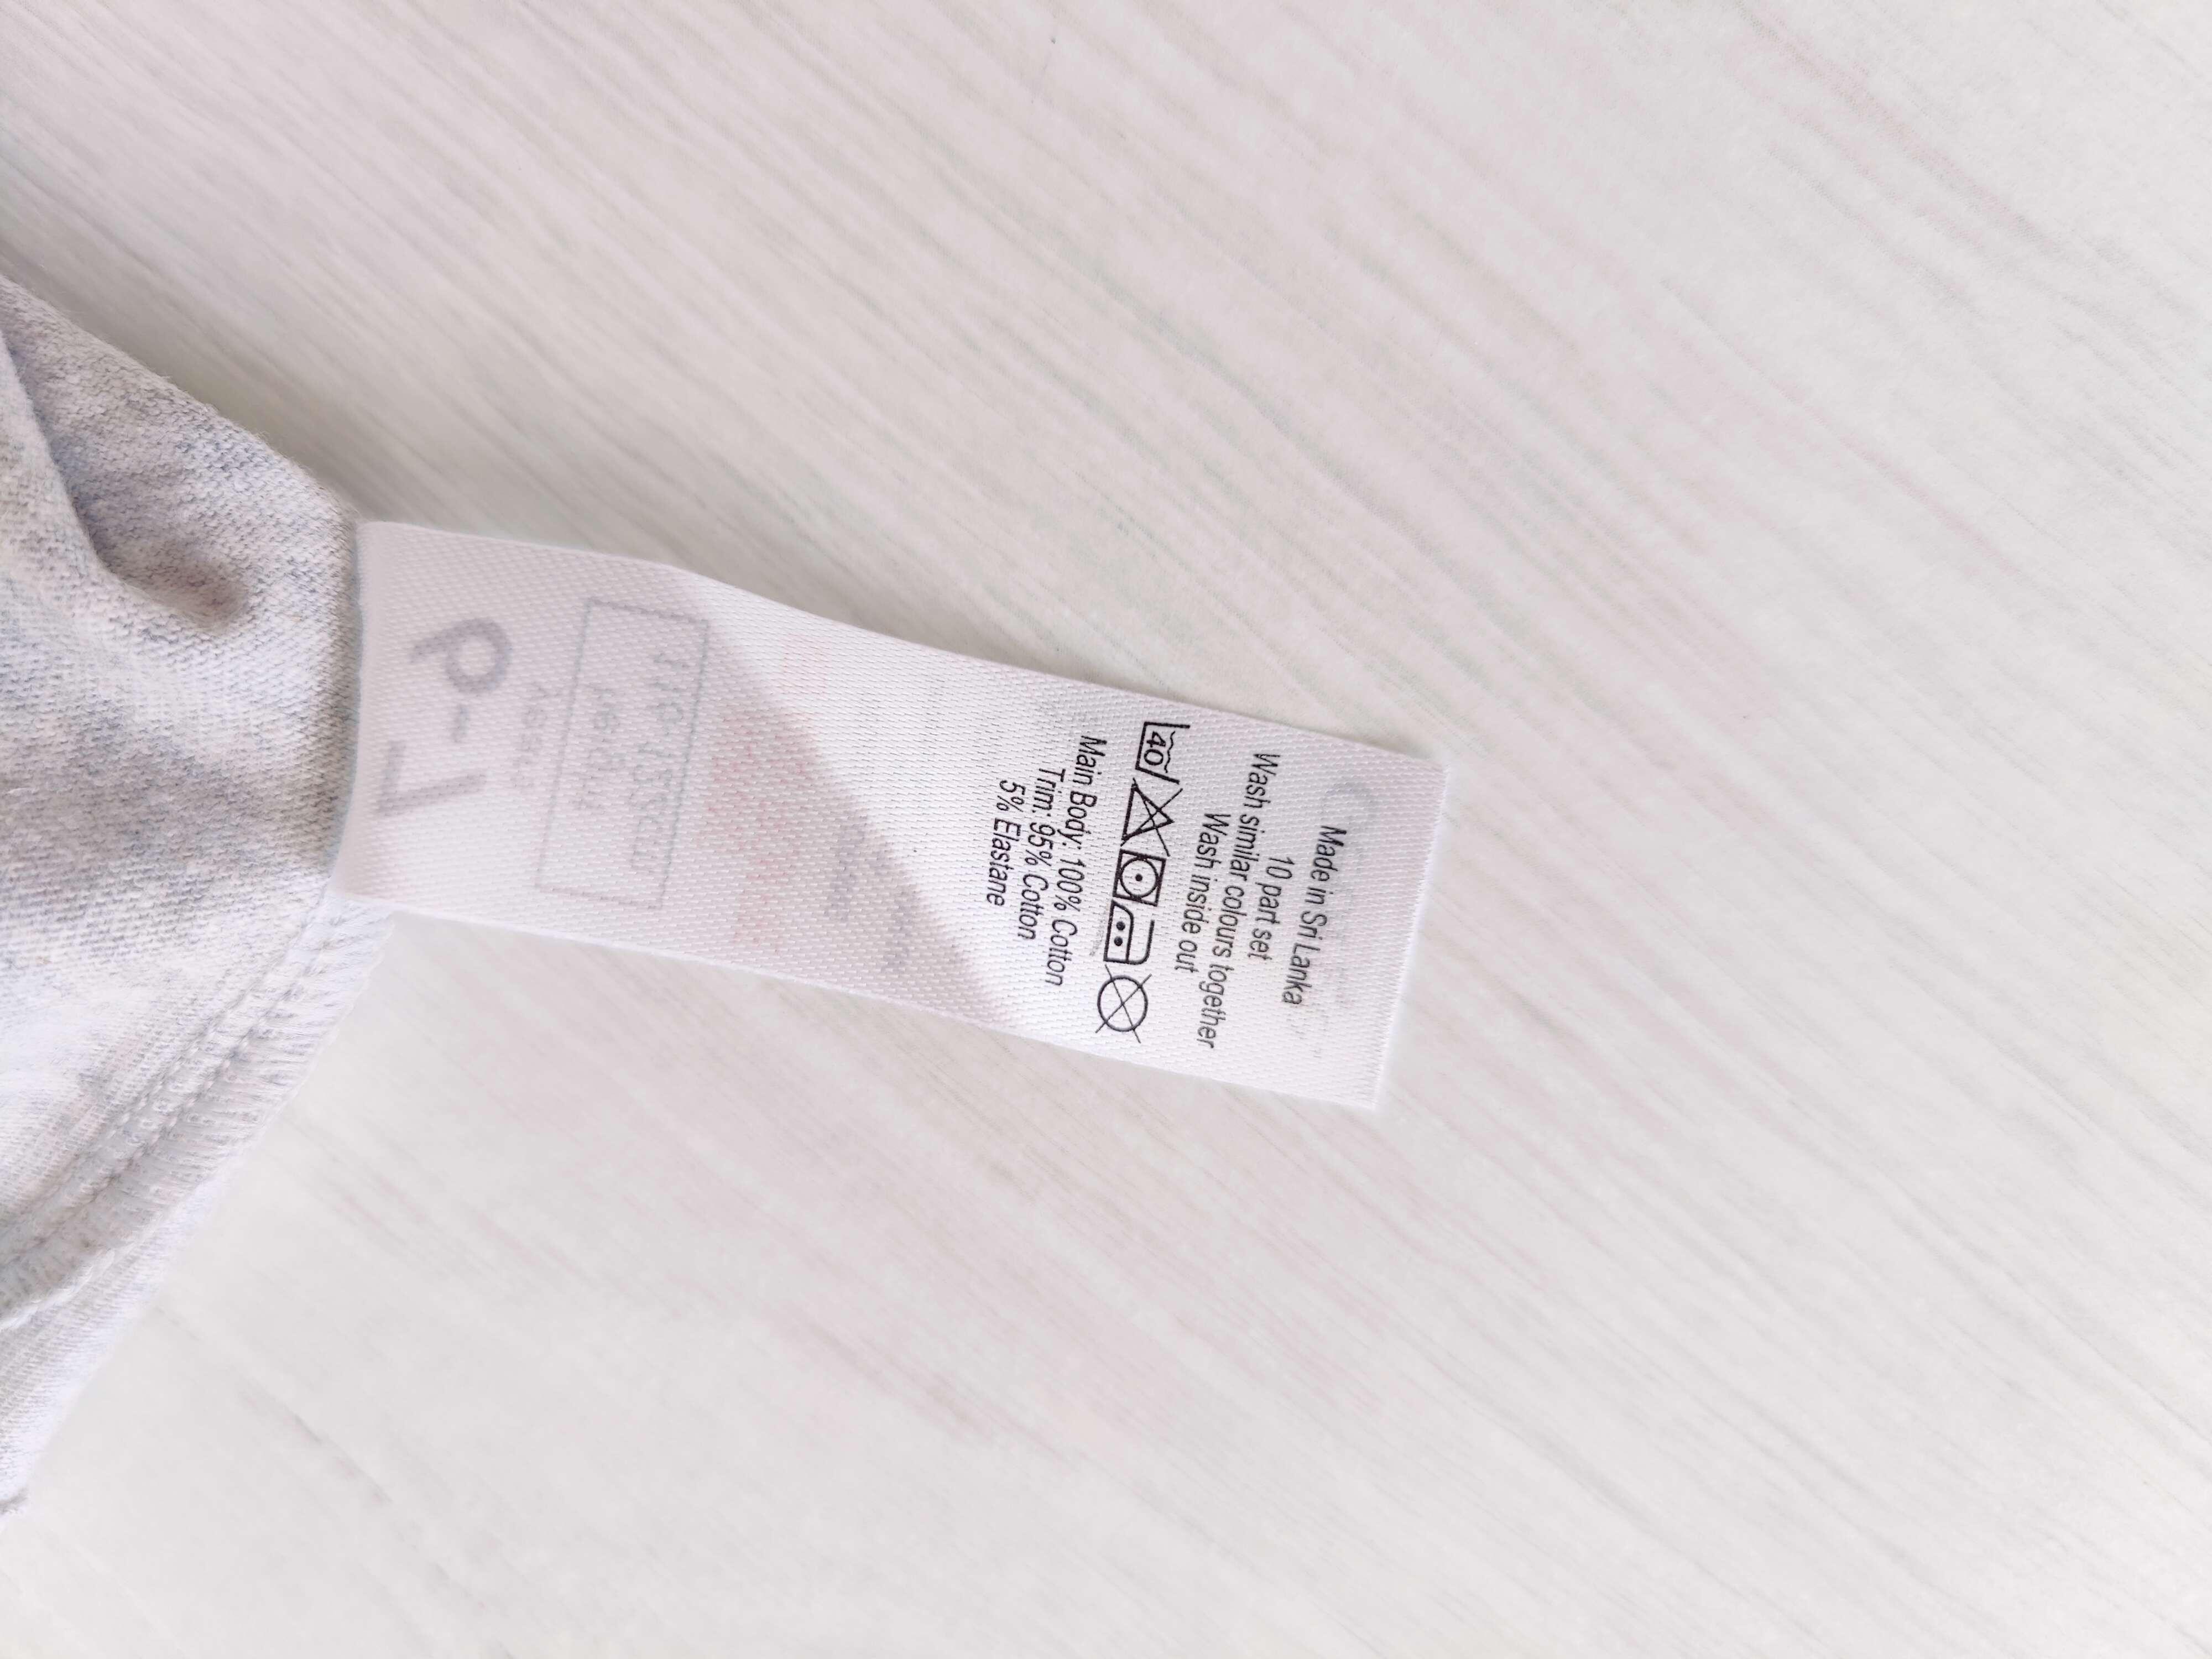 Made in Sri Lanka
10 part set
Wash similar colours together
Wash inside out
40
Main Body: 100% Cotton
Trim: 95% Cotton
5% Elastane